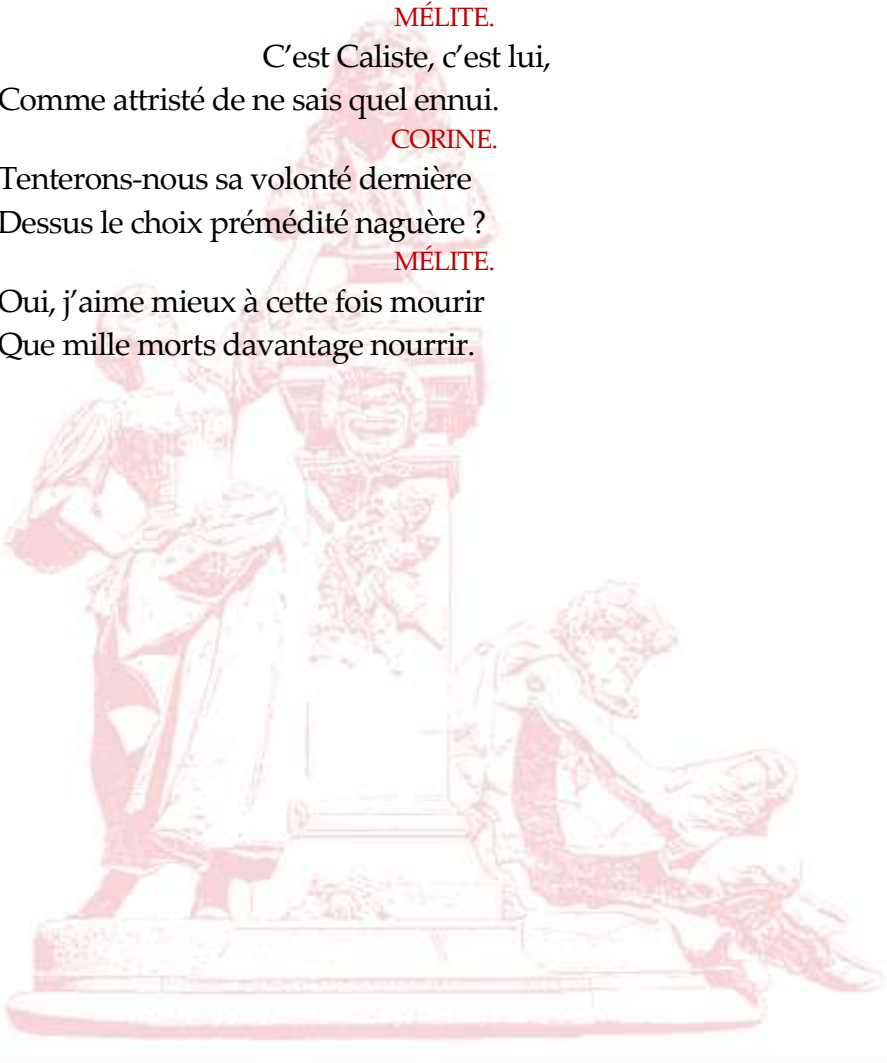 MÉLITE.
C’est Caliste, c’est lui,
Comme attristé de ne sais quel ennui.
CORINE.
Tenterons-nous sa volonté dernière
Dessus le choix prémédité naguère ?
MÉLITE.
Oui, j’aime mieux à cette fois mourir
Que mille morts davantage nourrir.